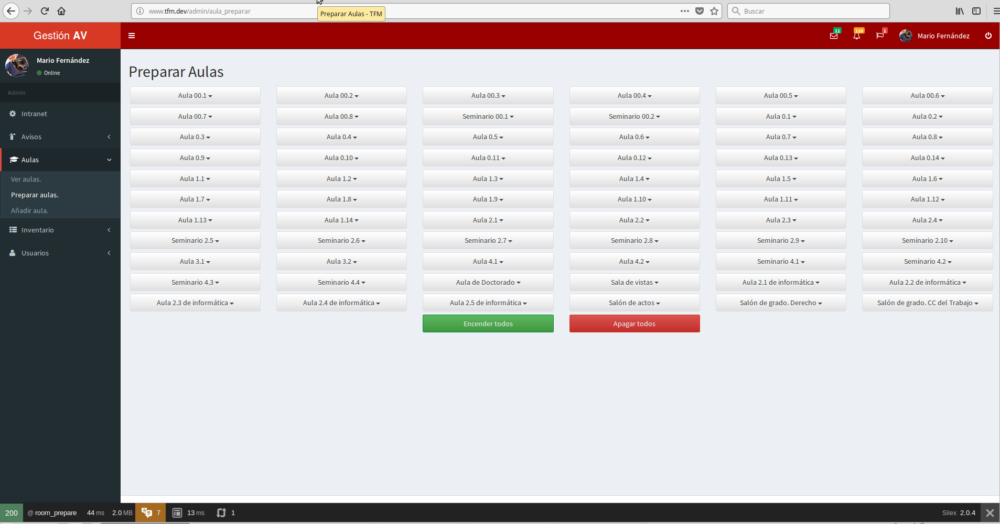 www.tfm.dev/admin/aula_preparar
Preparar Aulas - TFM
Buscar
Gestión AV
11
110
1
Mario Fernández
Mario Fernández
Online
Admin
Intranet
Avisos
Aulas
Ver aulas.
Preparar aulas.
Añadir aula.
Inventario
Usuarios
Preparar Aulas
Aula 00.1 Aula 00.2 Aula 00.3 Aula 00.4 Aula 00.5 Aula 00.6
Aula 00.7 Aula 00.8 Seminario 00.1 Seminario 00.2 Aula 0.1 Aula 0.2
Aula 0.3 Aula 0.4 Aula 0.5 Aula 0.6 Aula 0.7 Aula 0.8
Aula 0.9 Aula 0.10 Aula 0.11 Aula 0.12 Aula 0.13 Aula 0.14
Aula 1.1 Aula 1.2 Aula 1.3 Aula 1.4 Aula 1.5 Aula 1.6
Aula 1.7 Aula 1.8 Aula 1.9 Aula 1.10 Aula 1.11 Aula 1.12
Aula 1.13 Aula 1.14 Aula 2.1 Aula 2.2 Aula 2.3 Aula 2.4
Seminario 2.5 Seminario 2.6 Seminario 2.7 Seminario 2.8 Seminario 2.9 Seminario 2.10
Aula 3.1 Aula 3.2 Aula 4.1 Aula 4.2 Seminario 4.1 Seminario 4.2
Seminario 4.3 Seminario 4.4 Aula de Doctorado Sala de vistas Aula 2.1 de informática Aula 2.2 de informática
Aula 2.3 de informática Aula 2.4 de informática Aula 2.5 de informática Salón de actos Salón de grado. Derecho Salón de grado. CC del Trabajo
Encender todos Apagar todos
200 @ room_prepare 44 ms 2.0 MB 7 13 ms 1 Silex 2.0.4